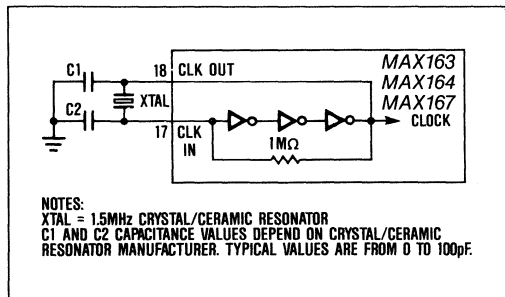 MAX163
MAX164
MAX167
C1
18 CLK OUT
XTAL
C2
17 CLK IN
1MΩ
CLOCK
NOTES:
XTAL = 1.5MHz CRYSTAL/CERAMIC RESONATOR
C1 AND C2 CAPACITANCE VALUES DEPEND ON CRYSTAL/CERAMIC
RESONATOR MANUFACTURER. TYPICAL VALUES ARE FROM 0 TO 100pF.